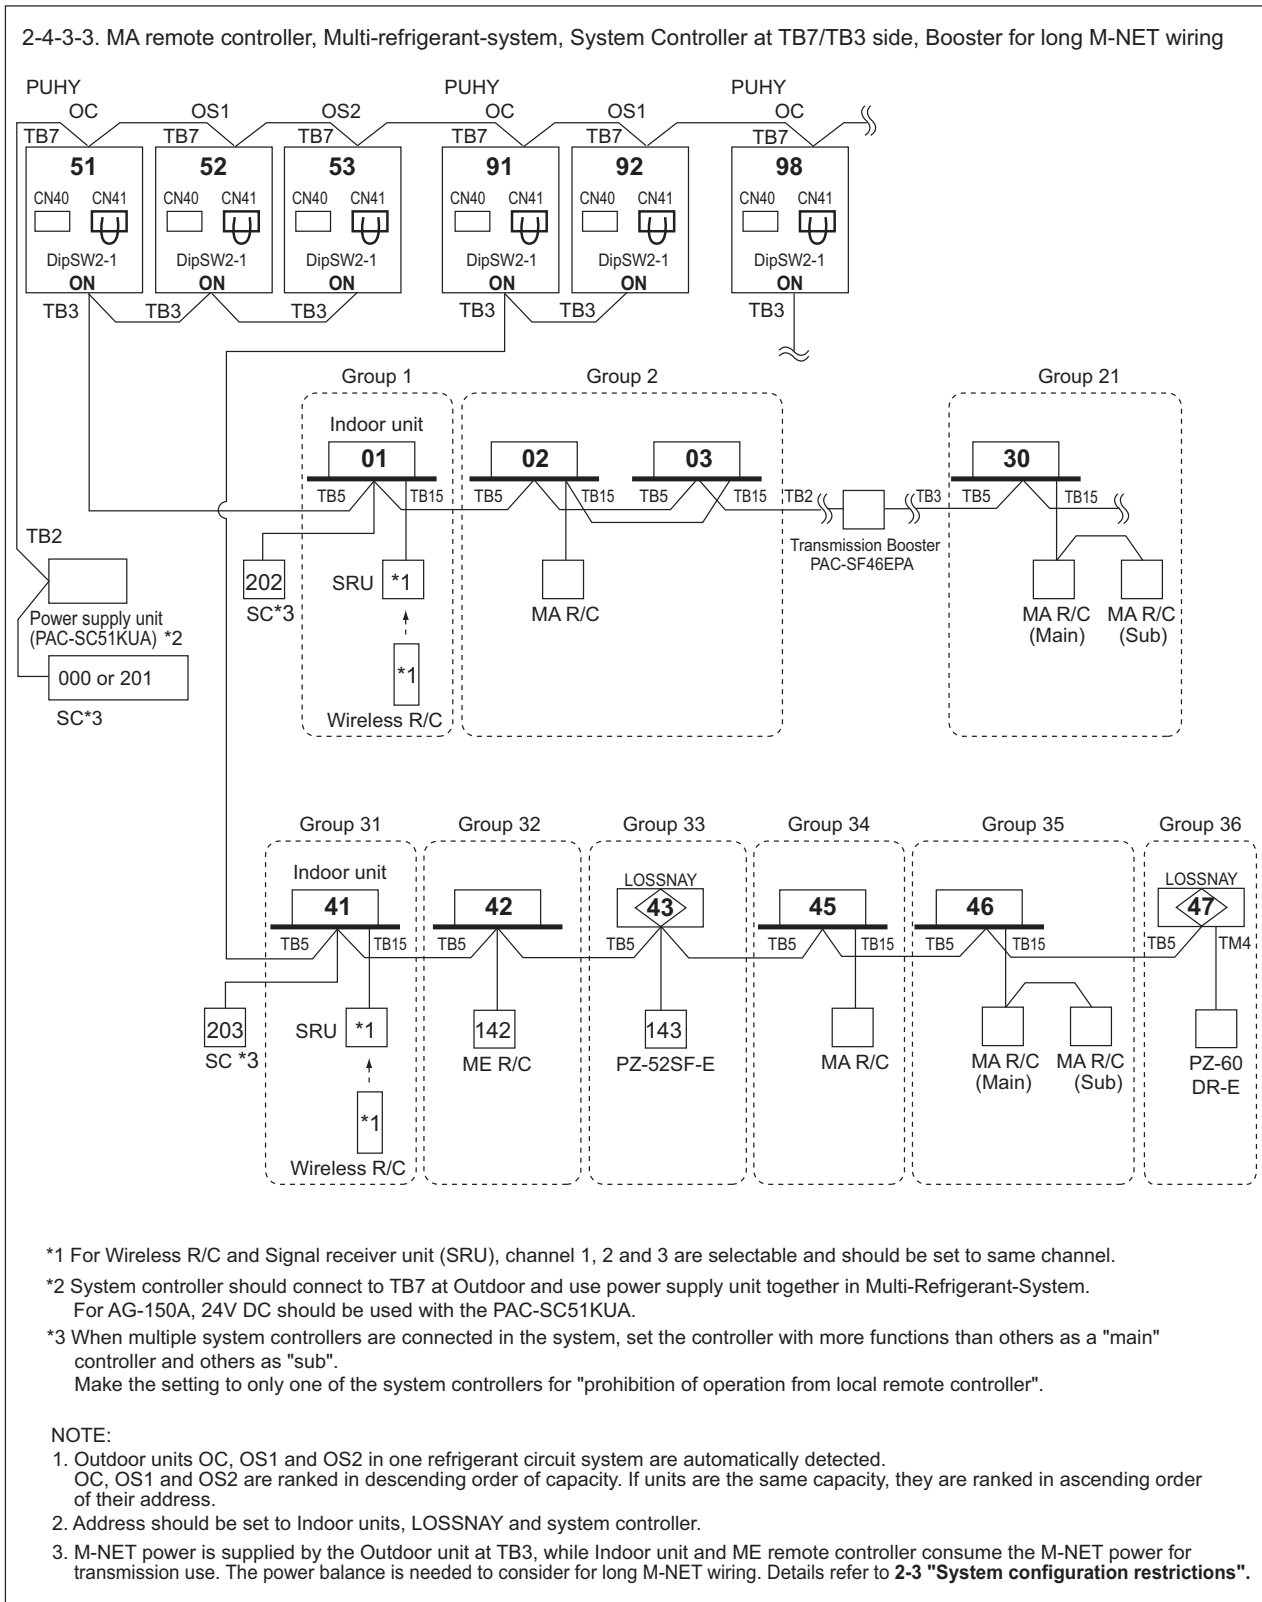 2-4-3-3. MA remote controller, Multi-refrigerant-system, System Controller at TB7/TB3 side, Booster for long M-NET wiring
PUHY PUHY PUHY
OC OS1 OS2 OC OS1 OC
TB7 TB7 TB7 TB7 TB7 TB7
51 52 53 91 92 98
CN40 CN41 CN40 CN41 CN40 CN41 CN40 CN41 CN40 CN41 CN40 CN41
DipSW2-1 DipSW2-1 DipSW2-1 DipSW2-1 DipSW2-1 DipSW2-1
ON ON ON ON ON ON
TB3 TB3 TB3 TB3 TB3 TB3
Group 1 Group 2 Group 21
Indoor unit
01 02 03 30
TB5 TB15 TB5 TB15 TB5 TB15 TB2 TB3 TB5 TB15
TB2
Transmission Booster
PAC-SF46EPA
202 SRU *1
SC*3 MA R/C
MA R/C MA R/C
(Main) (Sub)
Power supply unit
(PAC-SC51KUA) *2
000 or 201
SC*3
*1
Wireless R/C
Group 31 Group 32 Group 33 Group 34 Group 35 Group 36
Indoor unit LOSSNAY LOSSNAY
41 42 43 45 46 47
TB5 TB15 TB5 TB5 TB5 TB15 TB5 TB15 TB5 TM4
203 SRU *1 142 143
SC *3 ME R/C PZ-52SF-E MA R/C MA R/C MA R/C PZ-60
(Main) (Sub) DR-E
*1
Wireless R/C
*1 For Wireless R/C and Signal receiver unit (SRU), channel 1, 2 and 3 are selectable and should be set to same channel.
*2 System controller should connect to TB7 at Outdoor and use power supply unit together in Multi-Refrigerant-System.
For AG-150A, 24V DC should be used with the PAC-SC51KUA.
*3 When multiple system controllers are connected in the system, set the controller with more functions than others as a "main"
controller and others as "sub".
Make the setting to only one of the system controllers for "prohibition of operation from local remote controller".
NOTE:
1. Outdoor units OC, OS1 and OS2 in one refrigerant circuit system are automatically detected.
OC, OS1 and OS2 are ranked in descending order of capacity. If units are the same capacity, they are ranked in ascending order
of their address.
2. Address should be set to Indoor units, LOSSNAY and system controller.
3. M-NET power is supplied by the Outdoor unit at TB3, while Indoor unit and ME remote controller consume the M-NET power for
transmission use. The power balance is needed to consider for long M-NET wiring. Details refer to 2-3 "System configuration restrictions".